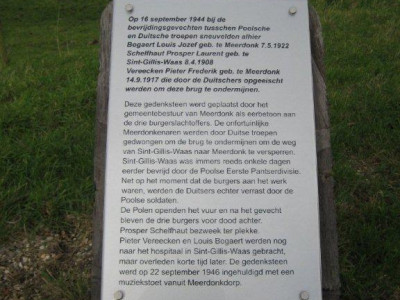 Op 16 september 1944 bij de
bevrijdingsgevechten tusschen Poolsche
en Duitsche troepen sneuvelden alhier
Bogaert Louis Jozef geb. te Meerdonk 7.5.1922
Schelfhaut Prosper Laurent geb. te
Sint-Gillis-Waas 8.4.1908
Vereecken Pieter Frederik geb. te Meerdonk
14.9.1917 die door de Duitschers opgeëischt
werden om deze brug te ondermijnen.
Deze gedenksteen werd geplaatst door het
gemeentebestuur van Meerdonk als eerbetoon aan
de drie burgerslachtoffers. De onfortuinlijke
Meerdonkenaren werden door Duitse troepen
gedwongen om de brug te ondermijnen om de weg
van Sint-Gillis-Waas naar Meerdonk te versperren.
Sint-Gillis-Waas was immers reeds enkele dagen
eerder bevrijd door de Poolse Eerste Pantserdivisie.
Net op het moment dat de burgers aan het werk
waren, werden de Duitsers echter verrast door de
Poolse soldaten.
De Polen openden het vuur en na het gevecht
bleven de drie burgers voor dood achter.
Prosper Schelfhaut bezweek ter plekke.
Pieter Vereecken en Louis Bogaert werden nog
naar het hospitaal in Sint-Gillis-Waas gebracht,
maar overleden korte tijd later. De gedenksteen
werd op 22 september 1946 ingehuldigd met een
muziekstoet vanuit Meerdonkdorp.